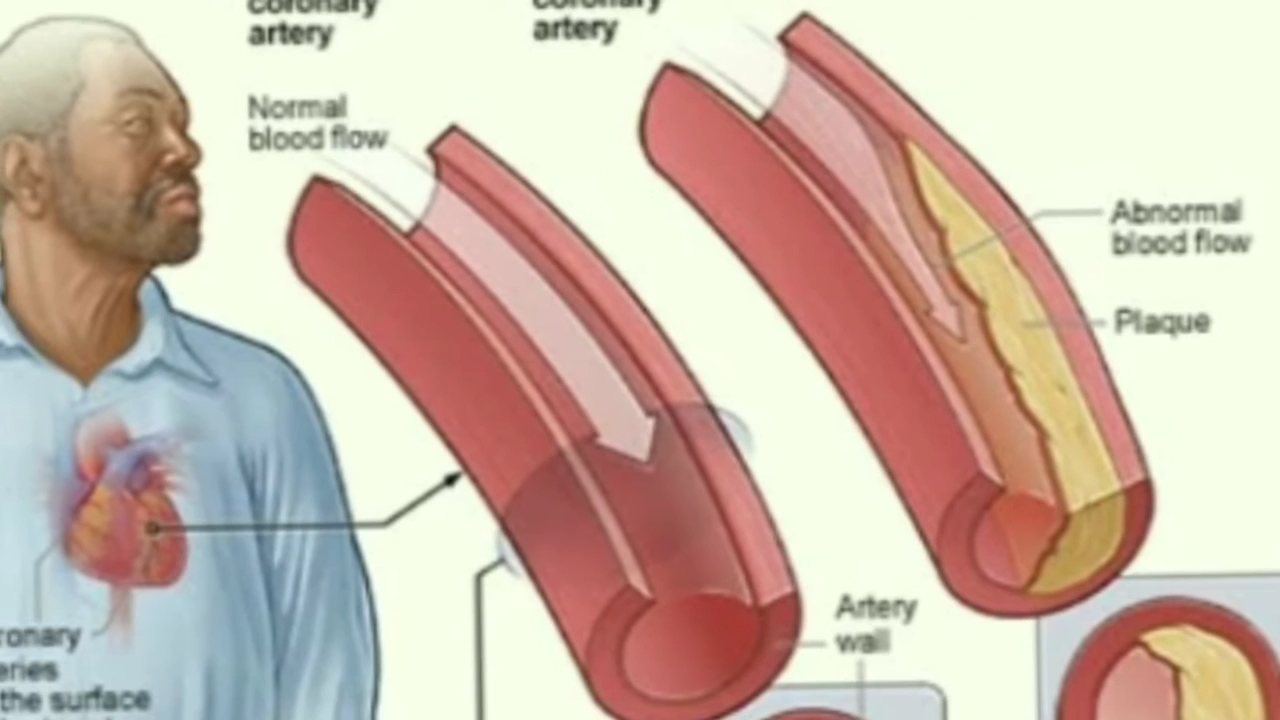 coronary
artery
coronary
artery
Normal
blood flow
Abnormal
blood flow
Plaque
Artery
wall
ronary
eries
the surface